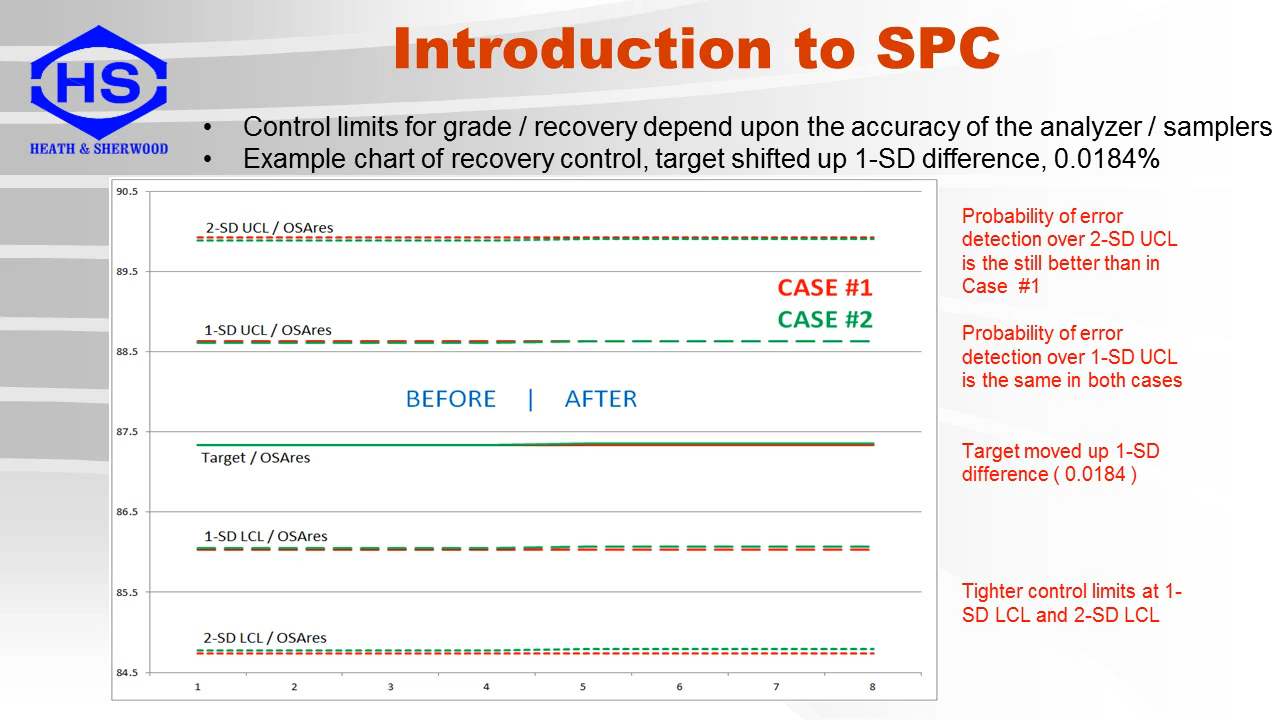 Introduction to SPC
HS
HEATH & SHERWOOD
• Control limits for grade / recovery depend upon the accuracy of the analyzer / samplers
• Example chart of recovery control, target shifted up 1-SD difference, 0.0184%
90.5
2-SD UCL / OSAres
89.5
CASE #1
CASE #2
1-SD UCL / OSAres
88.5
BEFORE | AFTER
87.5
Target / OSAres
86.5
1-SD LCL / OSAres
85.5
2-SD LCL / OSAres
84.5
1 2 3 4 5 6 7 8
Probability of error
detection over 2-SD UCL
is the still better than in
Case #1
Probability of error
detection over 1-SD UCL
is the same in both cases
Target moved up 1-SD
difference ( 0.0184 )
Tighter control limits at 1-
SD LCL and 2-SD LCL